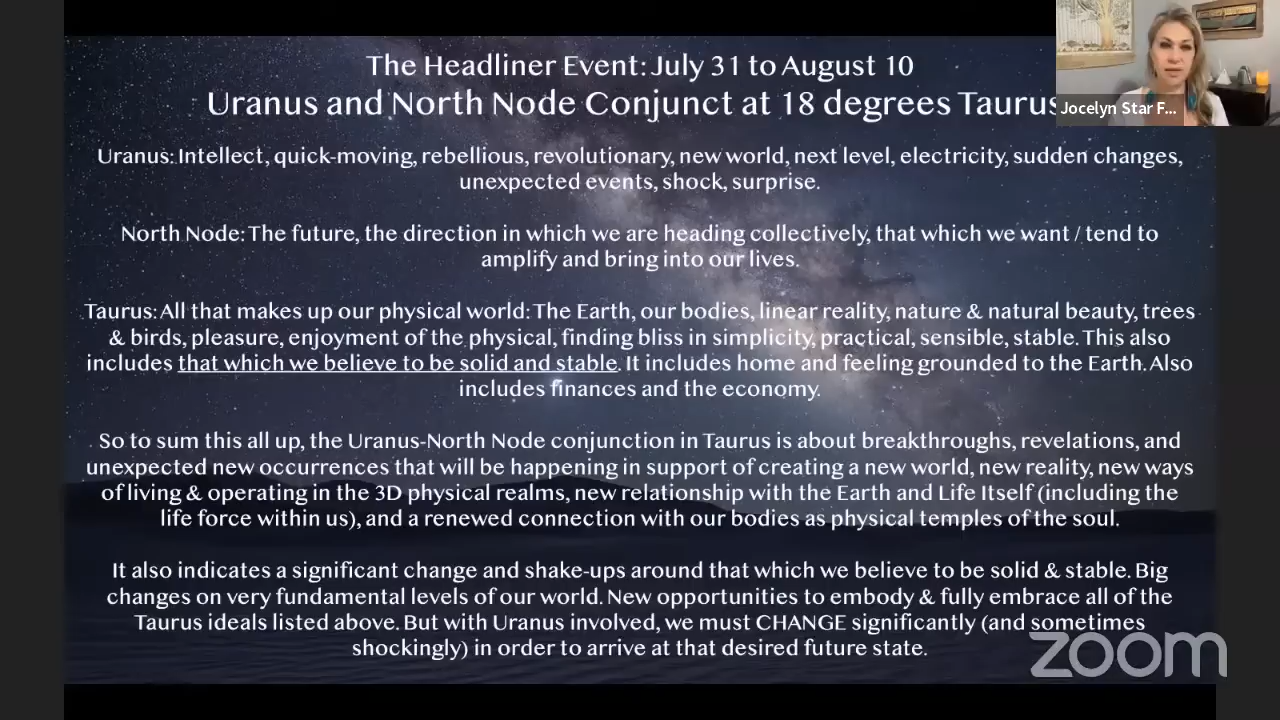 The Headliner Event: July 31 to August 10
Uranus and North Node Conjunct at 18 degrees Taurus
Jocelyn Star F...
Uranus: Intellect, quick-moving, rebellious, revolutionary, new world, next level, electricity, sudden changes,
unexpected events, shock, surprise.
North Node: The future, the direction in which we are heading collectively, that which we want / tend to
amplify and bring into our lives.
Taurus: All that makes up our physical world: The Earth, our bodies, linear reality, nature & natural beauty, trees
& birds, pleasure, enjoyment of the physical, finding bliss in simplicity, practical, sensible, stable. This also
includes that which we believe to be solid and stable. It includes home and feeling grounded to the Earth. Also
includes finances and the economy.
So to sum this all up, the Uranus-North Node conjunction in Taurus is about breakthroughs, revelations, and
unexpected new occurrences that will be happening in support of creating a new world, new reality, new ways
of living & operating in the 3D physical realms, new relationship with the Earth and Life Itself (including the
life force within us), and a renewed connection with our bodies as physical temples of the soul.
It also indicates a significant change and shake-ups around that which we believe to be solid & stable. Big
changes on very fundamental levels of our world. New opportunities to embody & fully embrace all of the
Taurus ideals listed above. But with Uranus involved, we must CHANGE significantly (and sometimes
shockingly) in order to arrive at that desired future state.
zoom